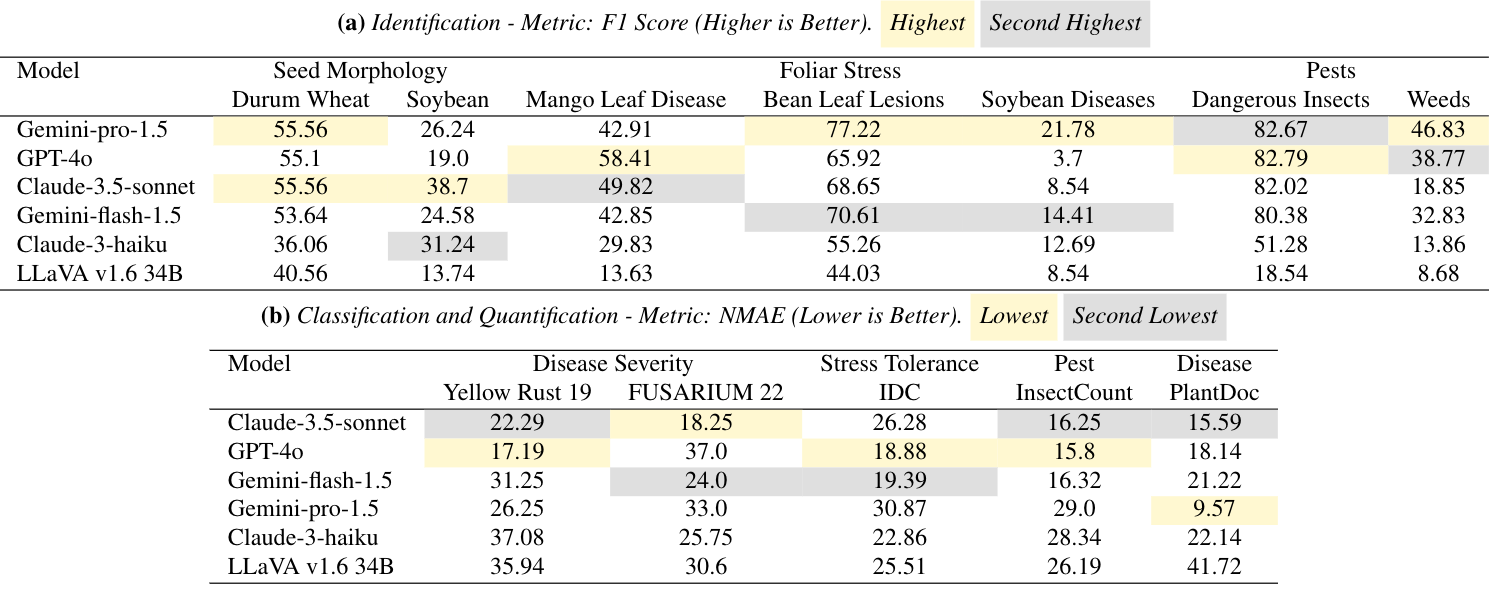 (a) Identification - Metric: F1 Score (Higher is Better). Highest Second Highest
Model Seed Morphology Foliar Stress Pests
Durum Wheat Soybean Mango Leaf Disease Bean Leaf Lesions Soybean Diseases Dangerous Insects Weeds
Gemini-pro-1.5 55.56 26.24 42.91 77.22 21.78 82.67 46.83
GPT-4o 55.1 19.0 58.41 65.92 3.7 82.79 38.77
Claude-3.5-sonnet 55.56 38.7 49.82 68.65 8.54 82.02 18.85
Gemini-flash-1.5 53.64 24.58 42.85 70.61 14.41 80.38 32.83
Claude-3-haiku 36.06 31.24 29.83 55.26 12.69 51.28 13.86
LLaVA v1.6 34B 40.56 13.74 13.63 44.03 8.54 18.54 8.68
(b) Classification and Quantification - Metric: NMAE (Lower is Better). Lowest Second Lowest
Model Disease Severity Stress Tolerance Pest Disease
Yellow Rust 19 FUSARIUM 22 IDC InsectCount PlantDoc
Claude-3.5-sonnet 22.29 18.25 26.28 16.25 15.59
GPT-4o 17.19 37.0 18.88 15.8 18.14
Gemini-flash-1.5 31.25 24.0 19.39 16.32 21.22
Gemini-pro-1.5 26.25 33.0 30.87 29.0 9.57
Claude-3-haiku 37.08 25.75 22.86 28.34 22.14
LLaVA v1.6 34B 35.94 30.6 25.51 26.19 41.72